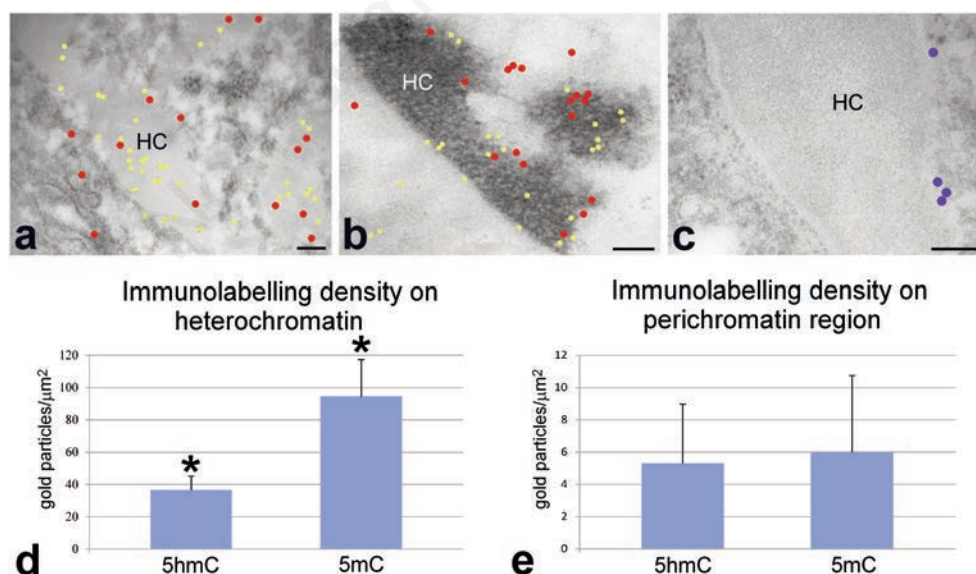 HC
a
HC
b
HC
c
Immunolabelling density on
heterochromatin
gold particles/µm²
120
100
80
60
40
20
0
*
*
5hmC
5mC
d
Immunolabelling density on
perichromatin region
gold particles/µm²
12
10
8
6
4
2
0
5hmC
5mC
e